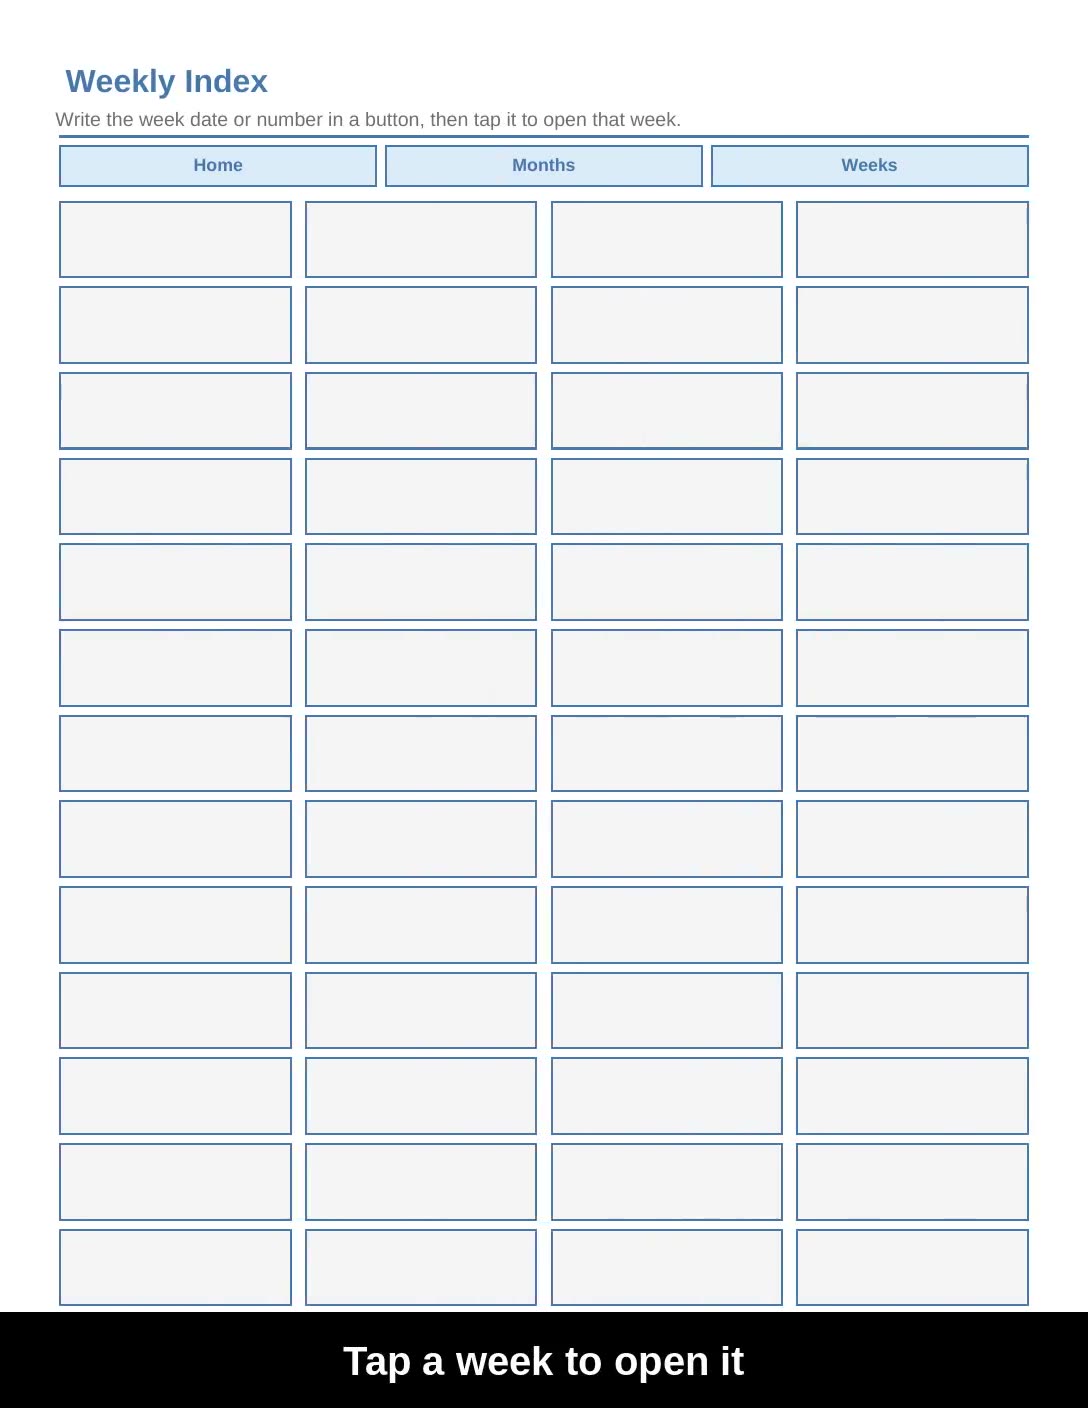 Weekly Index
Write the week date or number in a button, then tap it to open that week.
Home Months Weeks
Tap a week to open it